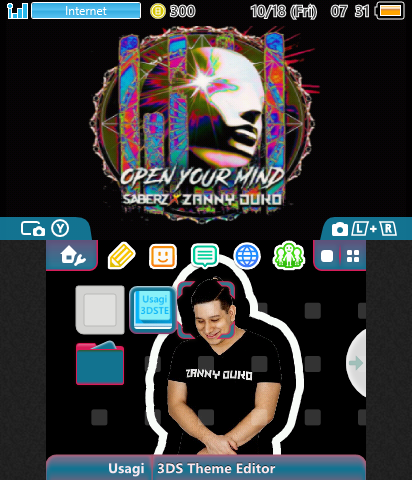 Internet 300 10/18 (Fri) 07 31
OPEN YOUR MIND
SABERZ X ZANNY DUKO
Y L+R
Usagi
3DSTE
ZANNY DUKO
Usagi 3DS Theme Editor